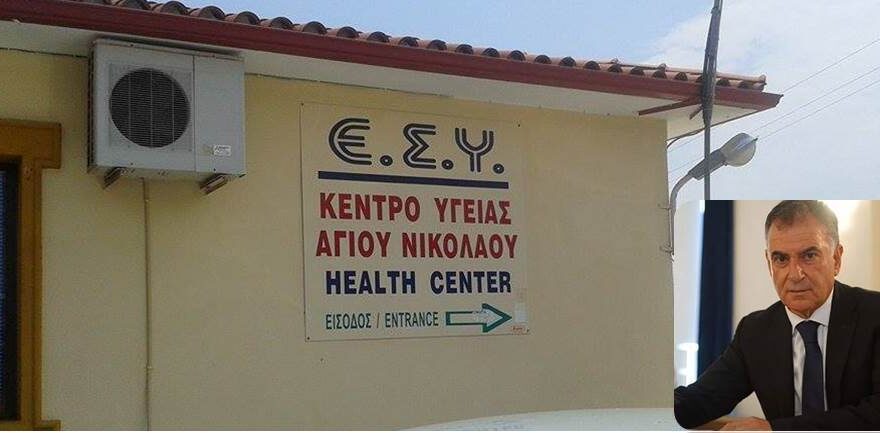 Ε.Σ.Υ.
ΚΕΝΤΡΟ ΥΓΕΙΑΣ
ΑΓΙΟΥ ΝΙΚΟΛΑΟΥ
HEALTH CENTER
ΕΙΣΟΔΟΣ / ENTRANCE